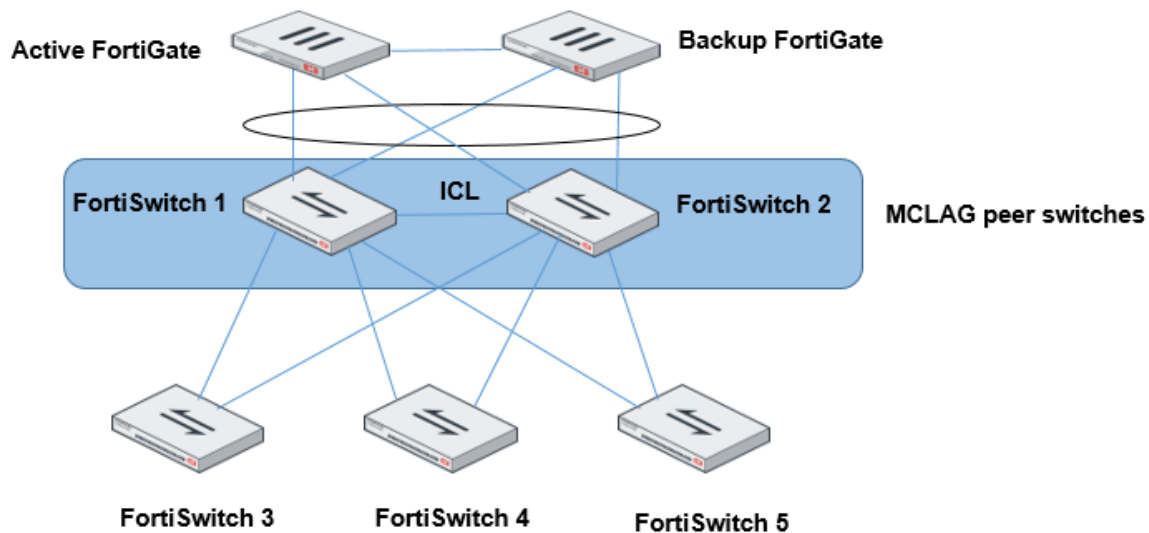 Active FortiGate
Backup FortiGate
FortiSwitch 1
ICL
FortiSwitch 2
MCLAG peer switches
FortiSwitch 3
FortiSwitch 4
FortiSwitch 5